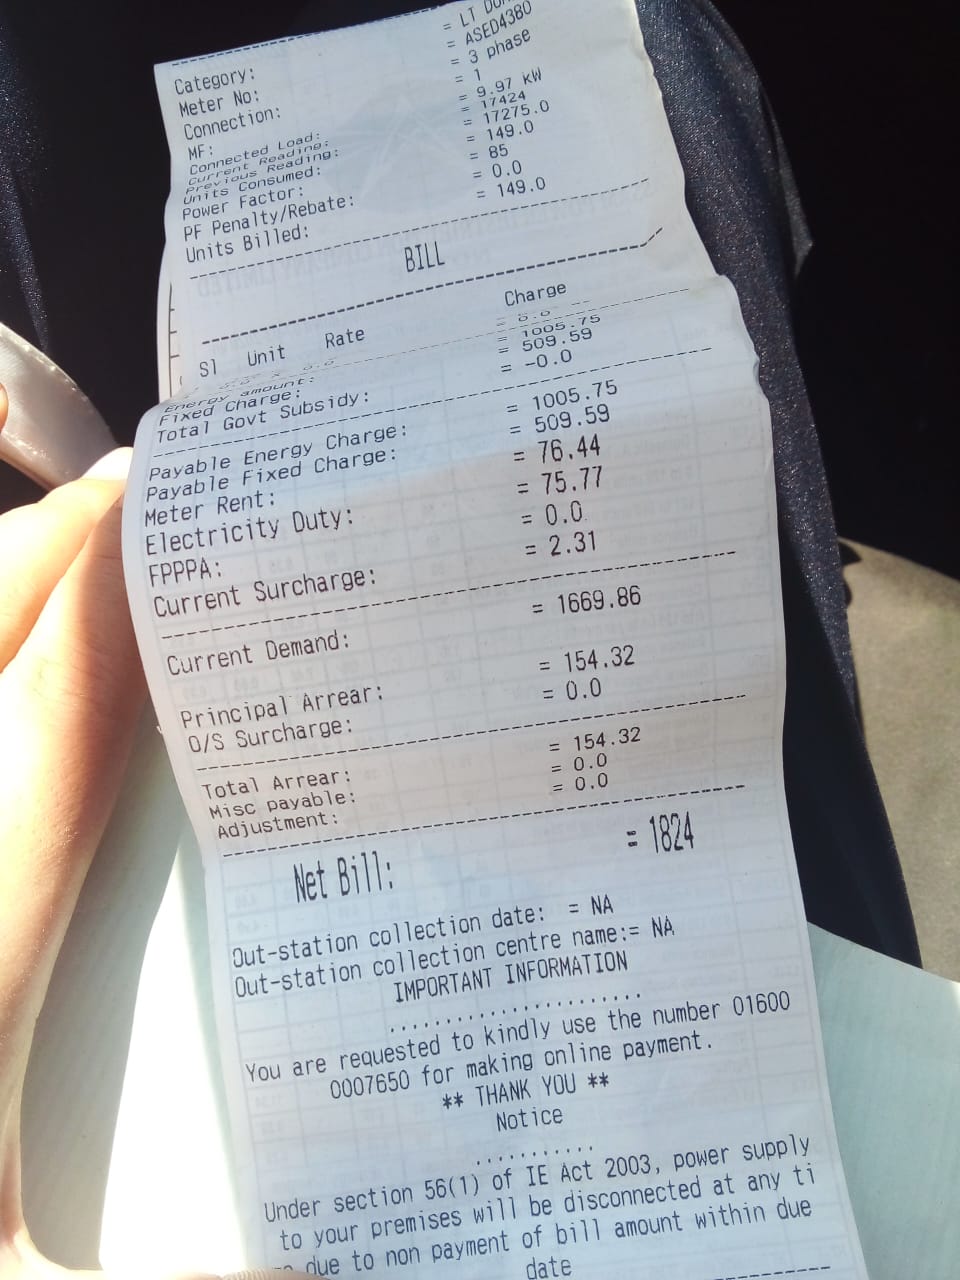 Category: = LT
Meter No: = ASED4380
Connection: = 3 phase
MF: = 1
Connected Load: = 9.97 KW
Current Reading: = 17424
Previous Reading: = 17275.0
Units Consumed: = 149.0
Power Factor: = 85
PF Penalty/Rebate: = 0.0
Units Billed: = 149.0
BILL
Sl Unit Rate Charge
Energy amount: = 1005.75
Fixed Charge: = 509.59
Total Govt Subsidy: = -0.0
Payable Energy Charge: = 1005.75
Payable Fixed Charge: = 509.59
Meter Rent: = 76.44
Electricity Duty: = 75.77
FPPPA: = 0.0
Current Surcharge: = 2.31
Current Demand: = 1669.86
Principal Arrear: = 154.32
O/S Surcharge: = 0.0
Total Arrear: = 154.32
Misc payable: = 0.0
Adjustment: = 0.0
Net Bill: = 1824
Out-station collection date: = NA
Out-station collection centre name:= NA
IMPORTANT INFORMATION
......................
You are requested to kindly use the number 01600
0007650 for making online payment.
** THANK YOU **
Notice
...........
Under section 56(1) of IE Act 2003, power supply
to your premises will be disconnected at any ti
due to non payment of bill amount within due
date